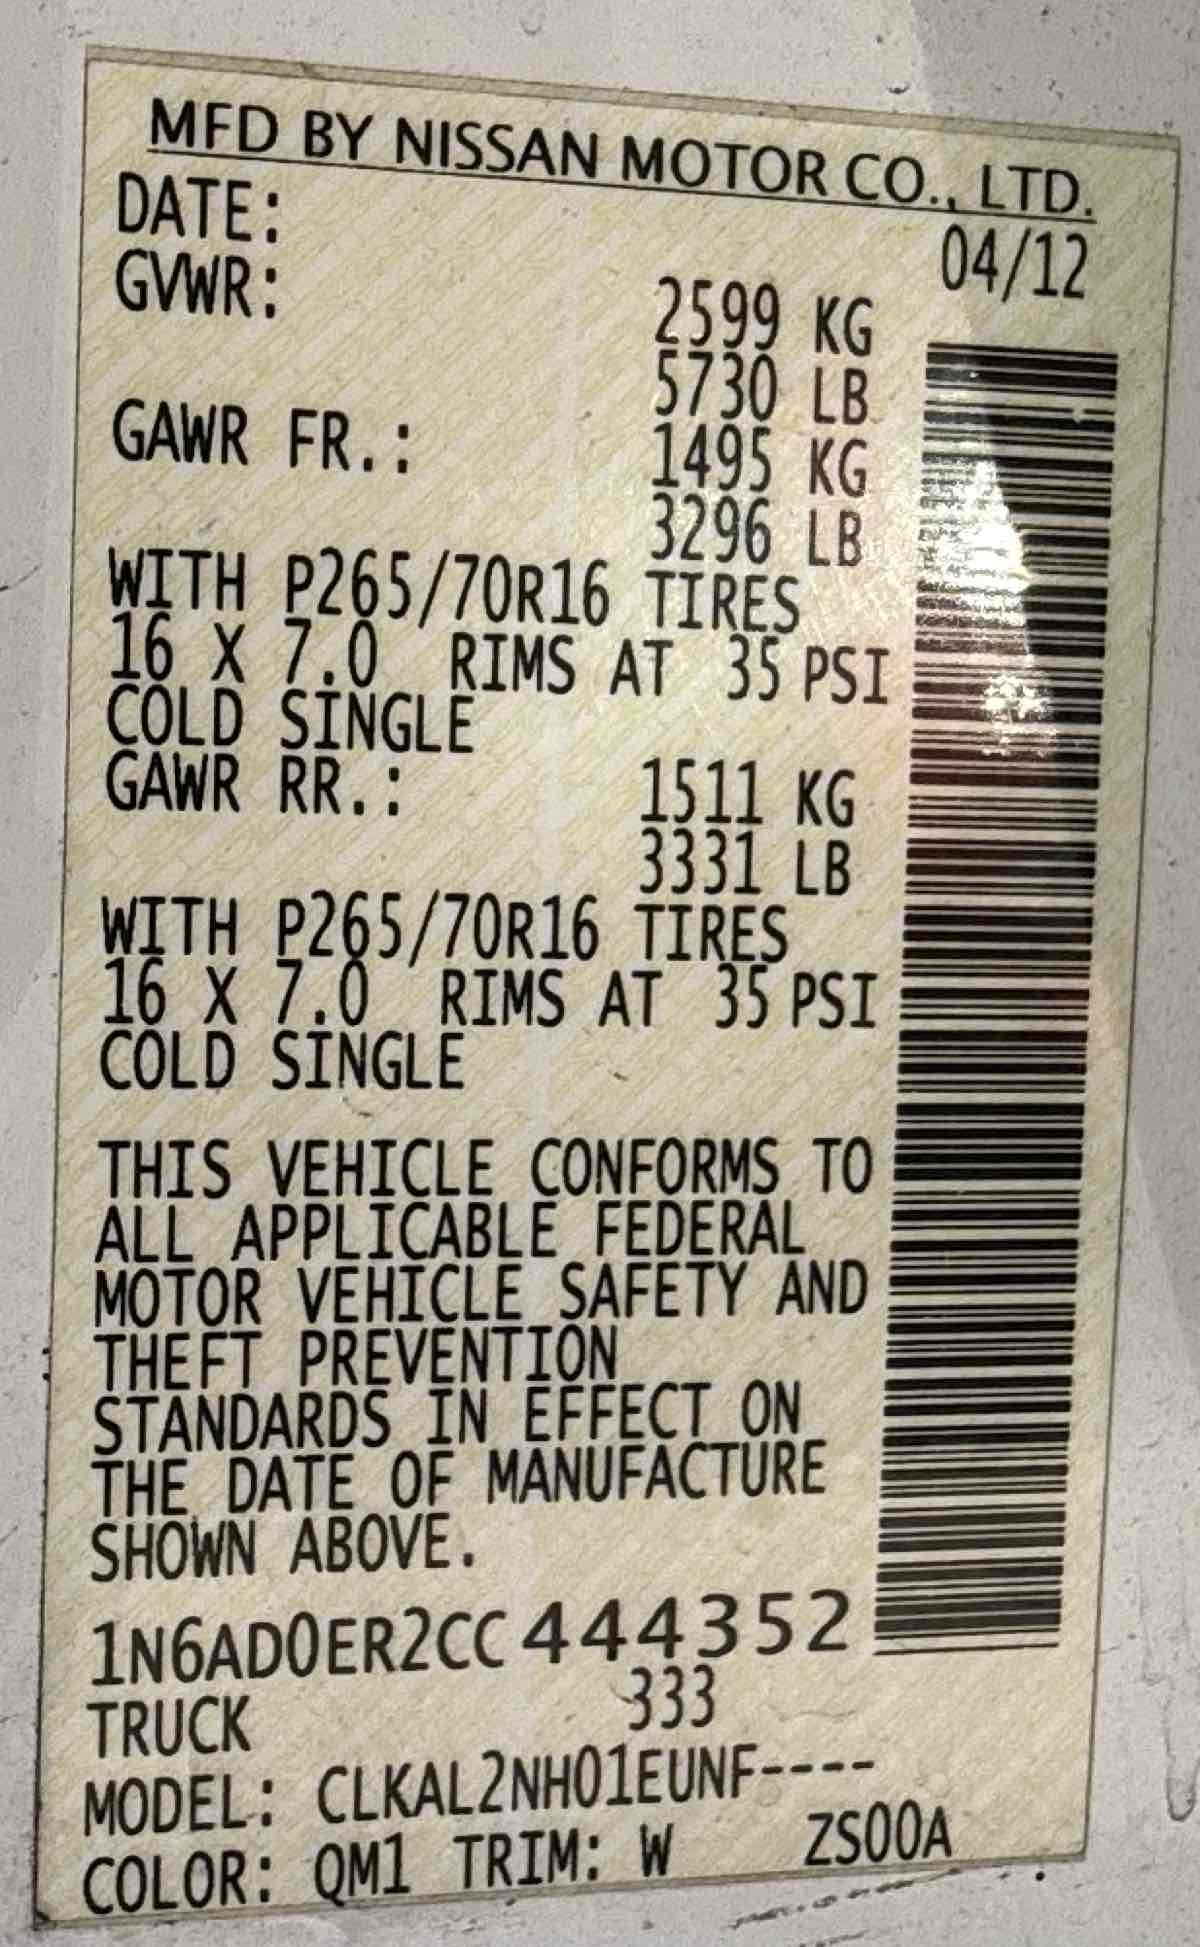 MFD BY NISSAN MOTOR CO., LTD.
DATE: 04/12
GVWR: 2599 KG
5730 LB
GAWR FR.: 1495 KG
3296 LB
WITH P265/70R16 TIRES
16 X 7.0 RIMS AT 35 PSI
COLD SINGLE
GAWR RR.: 1511 KG
3331 LB
WITH P265/70R16 TIRES
16 X 7.0 RIMS AT 35 PSI
COLD SINGLE
THIS VEHICLE CONFORMS TO
ALL APPLICABLE FEDERAL
MOTOR VEHICLE SAFETY AND
THEFT PREVENTION
STANDARDS IN EFFECT ON
THE DATE OF MANUFACTURE
SHOWN ABOVE.
1N6AD0ER2CC444352
TRUCK 333
MODEL: CLKAL2NH01EUNF----
COLOR: QM1 TRIM: W ZS00A